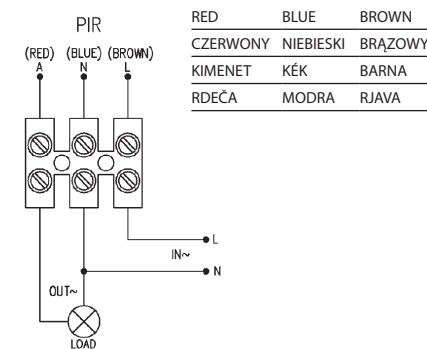 PIR
(RED) (BLUE) (BROWN)
A N L
L
IN~
N
OUT~
LOAD
RED BLUE BROWN
CZERWONY NIEBIESKI BRĄZOWY
KIMENET KÉK BARNA
RDEČA MODRA RJAVA